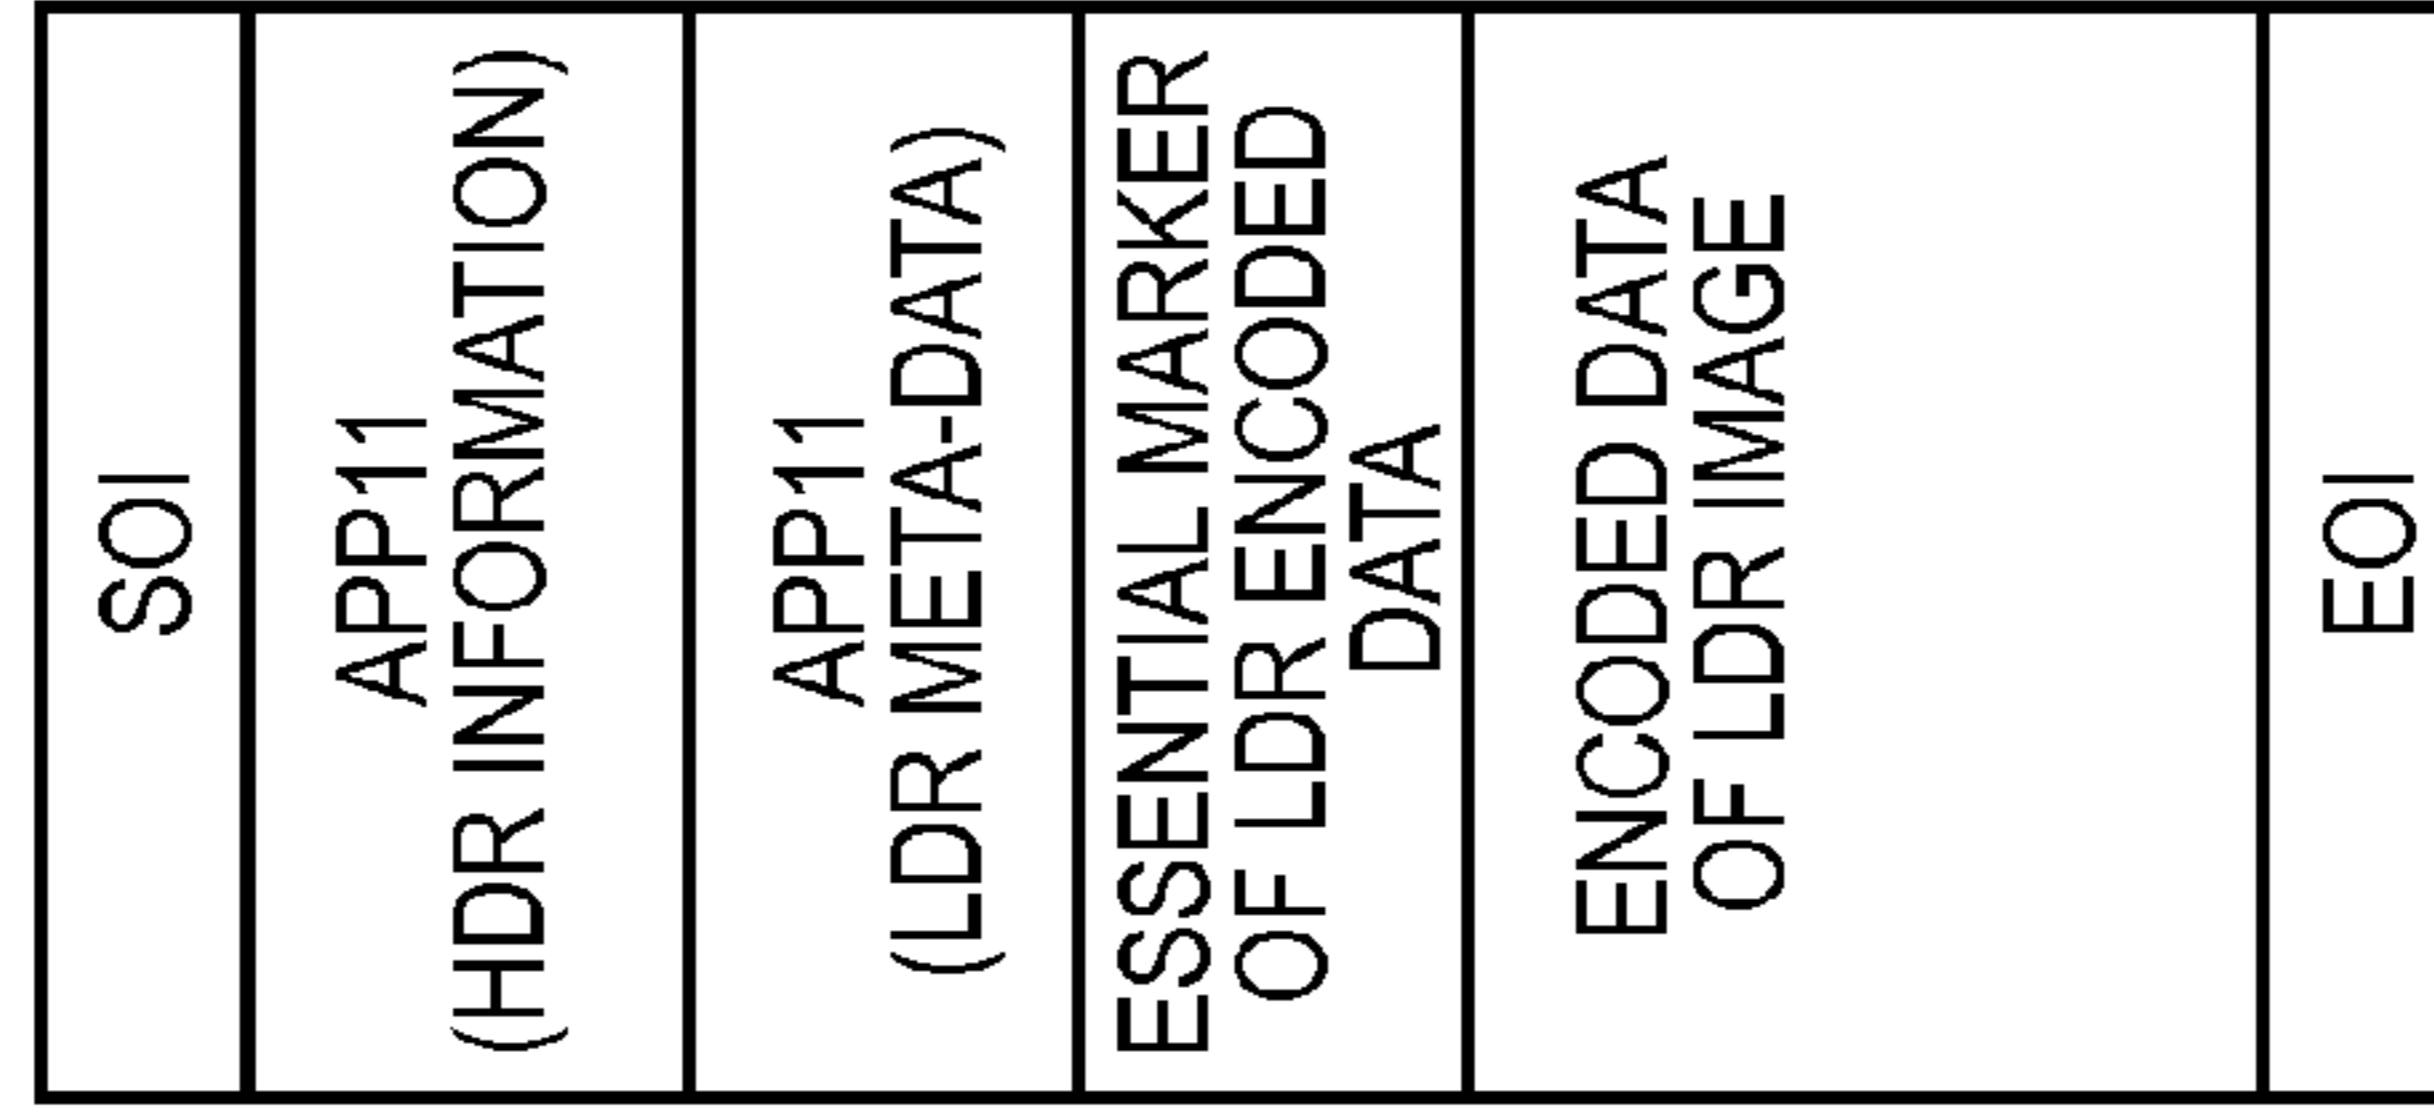 SOI
APP11
(HDR INFORMATION)
APP11
(LDR META-DATA)
ESSENTIAL MARKER
OF LDR ENCODED
DATA
ENCODED DATA
OF LDR IMAGE
EOI